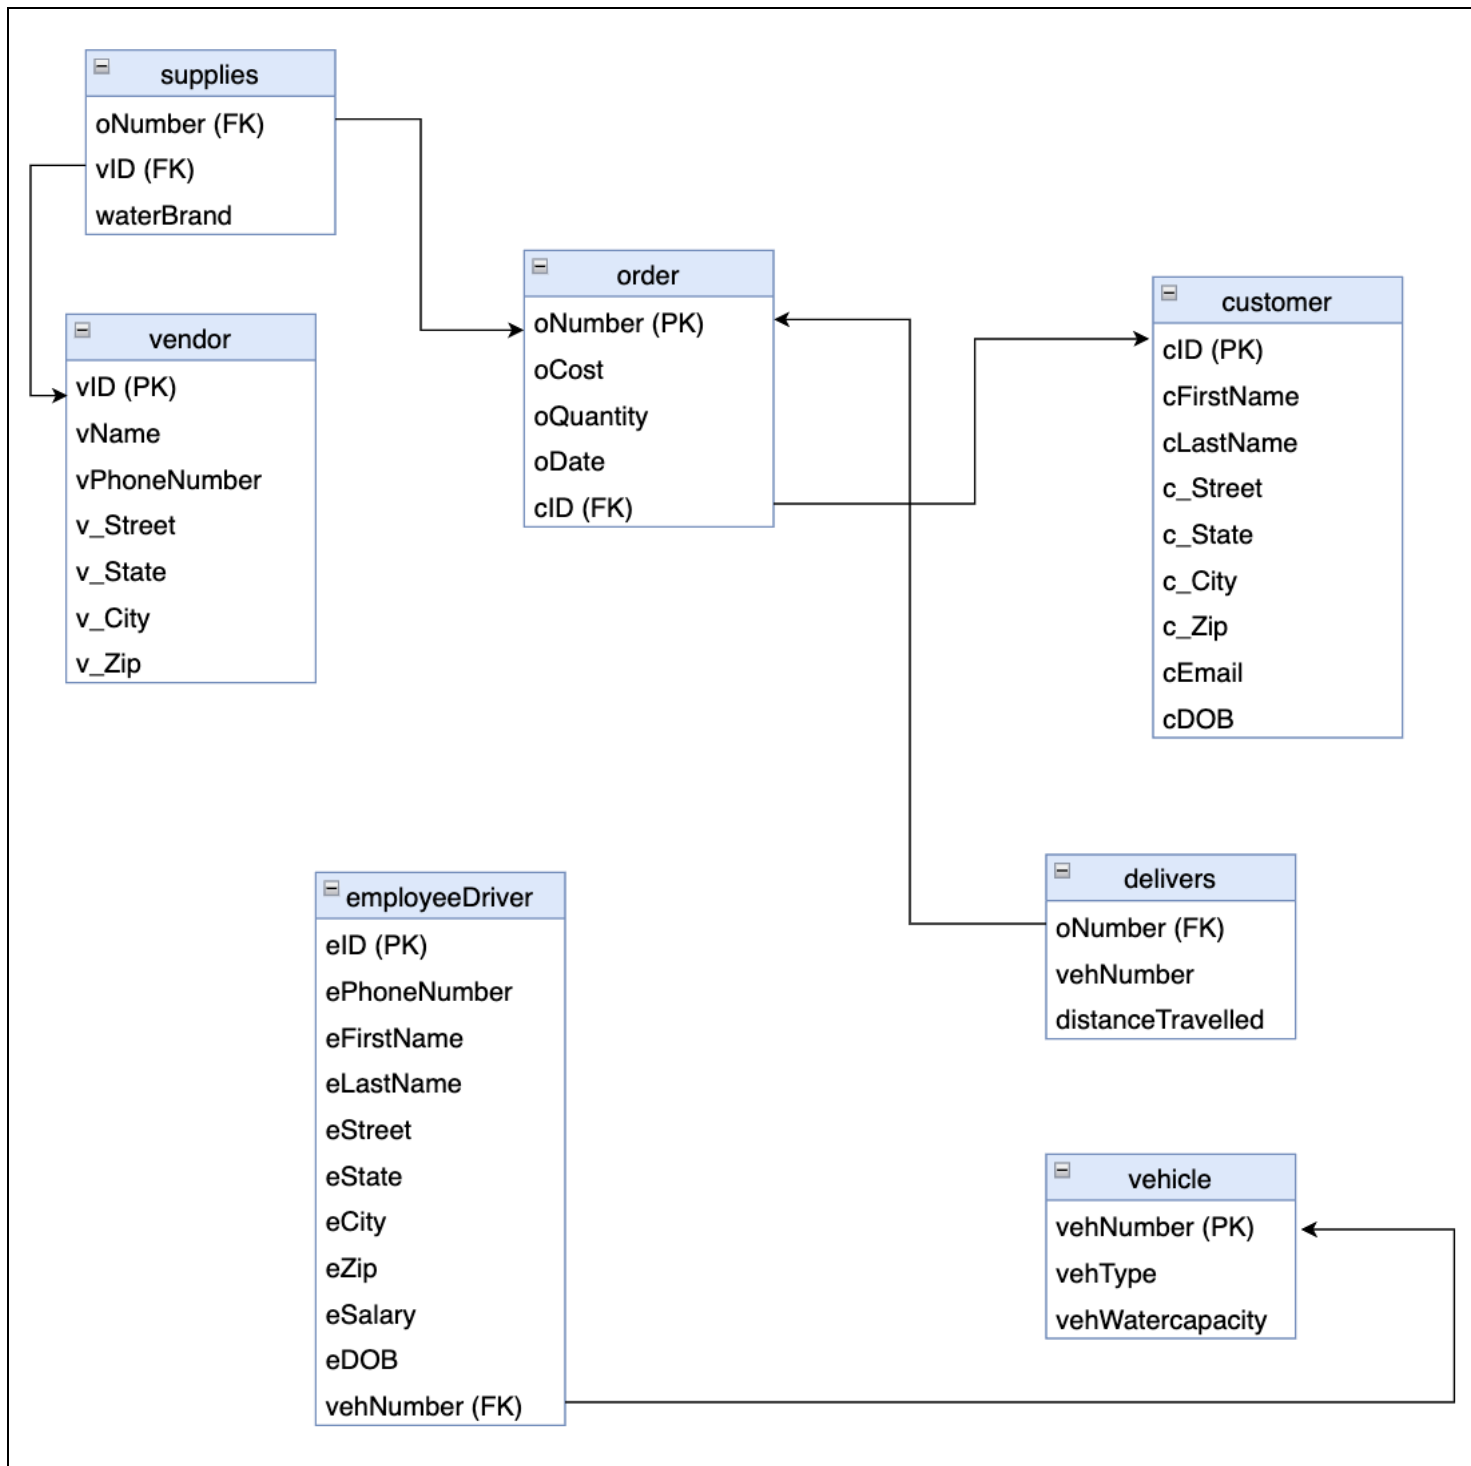 supplies
oNumber (FK)
vID (FK)
waterBrand
vendor
vID (PK)
vName
vPhoneNumber
v_Street
v_State
v_City
v_Zip
order
oNumber (PK)
oCost
oQuantity
oDate
cID (FK)
customer
cID (PK)
cFirstName
cLastName
c_Street
c_State
c_City
c_Zip
cEmail
cDOB
employeeDriver
eID (PK)
ePhoneNumber
eFirstName
eLastName
eStreet
eState
eCity
eZip
eSalary
eDOB
vehNumber (FK)
delivers
oNumber (FK)
vehNumber
distanceTravelled
vehicle
vehNumber (PK)
vehType
vehWatercapacity